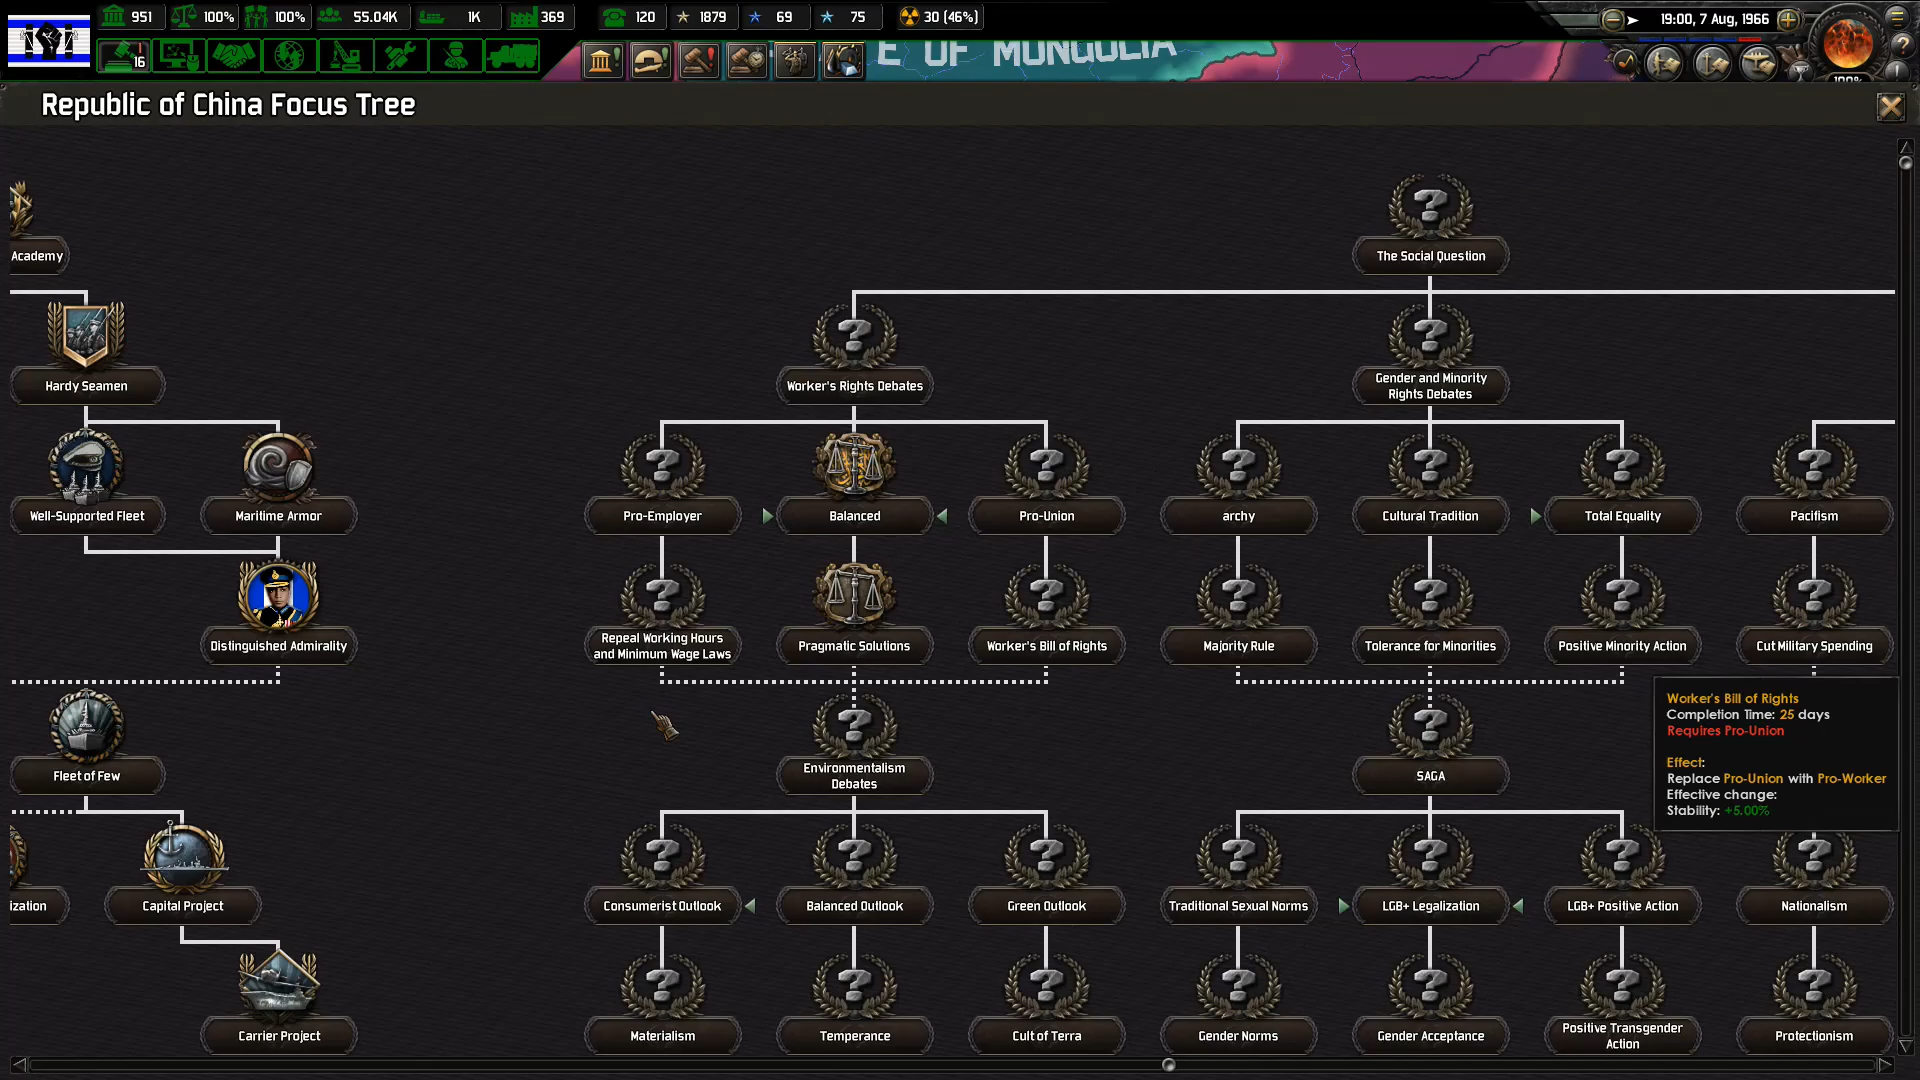 951
100%
100%
55.04K
1K
369
120
1879
69
75
30 (46%)
19:00, 7 Aug, 1966
16
E OF MONGOLIA
100%
Republic of China Focus Tree
Academy
The Social Question
Hardy Seamen
Worker's Rights Debates
Gender and Minority
Rights Debates
Well-Supported Fleet
Maritime Armor
Pro-Employer
Balanced
Pro-Union
archy
Cultural Tradition
Total Equality
Pacifism
Distinguished Admirality
Repeal Working Hours
and Minimum Wage Laws
Pragmatic Solutions
Worker's Bill of Rights
Majority Rule
Tolerance for Minorities
Positive Minority Action
Cut Military Spending
Worker's Bill of Rights
Completion Time: 25 days
Requires Pro-Union
Effect:
Replace Pro-Union with Pro-Worker
Effective change:
Stability: +5.00%
Fleet of Few
Environmentalism
Debates
SAGA
ization
Capital Project
Consumerist Outlook
Balanced Outlook
Green Outlook
Traditional Sexual Norms
LGB+ Legalization
LGB+ Positive Action
Nationalism
Carrier Project
Materialism
Temperance
Cult of Terra
Gender Norms
Gender Acceptance
Positive Transgender
Action
Protectionism